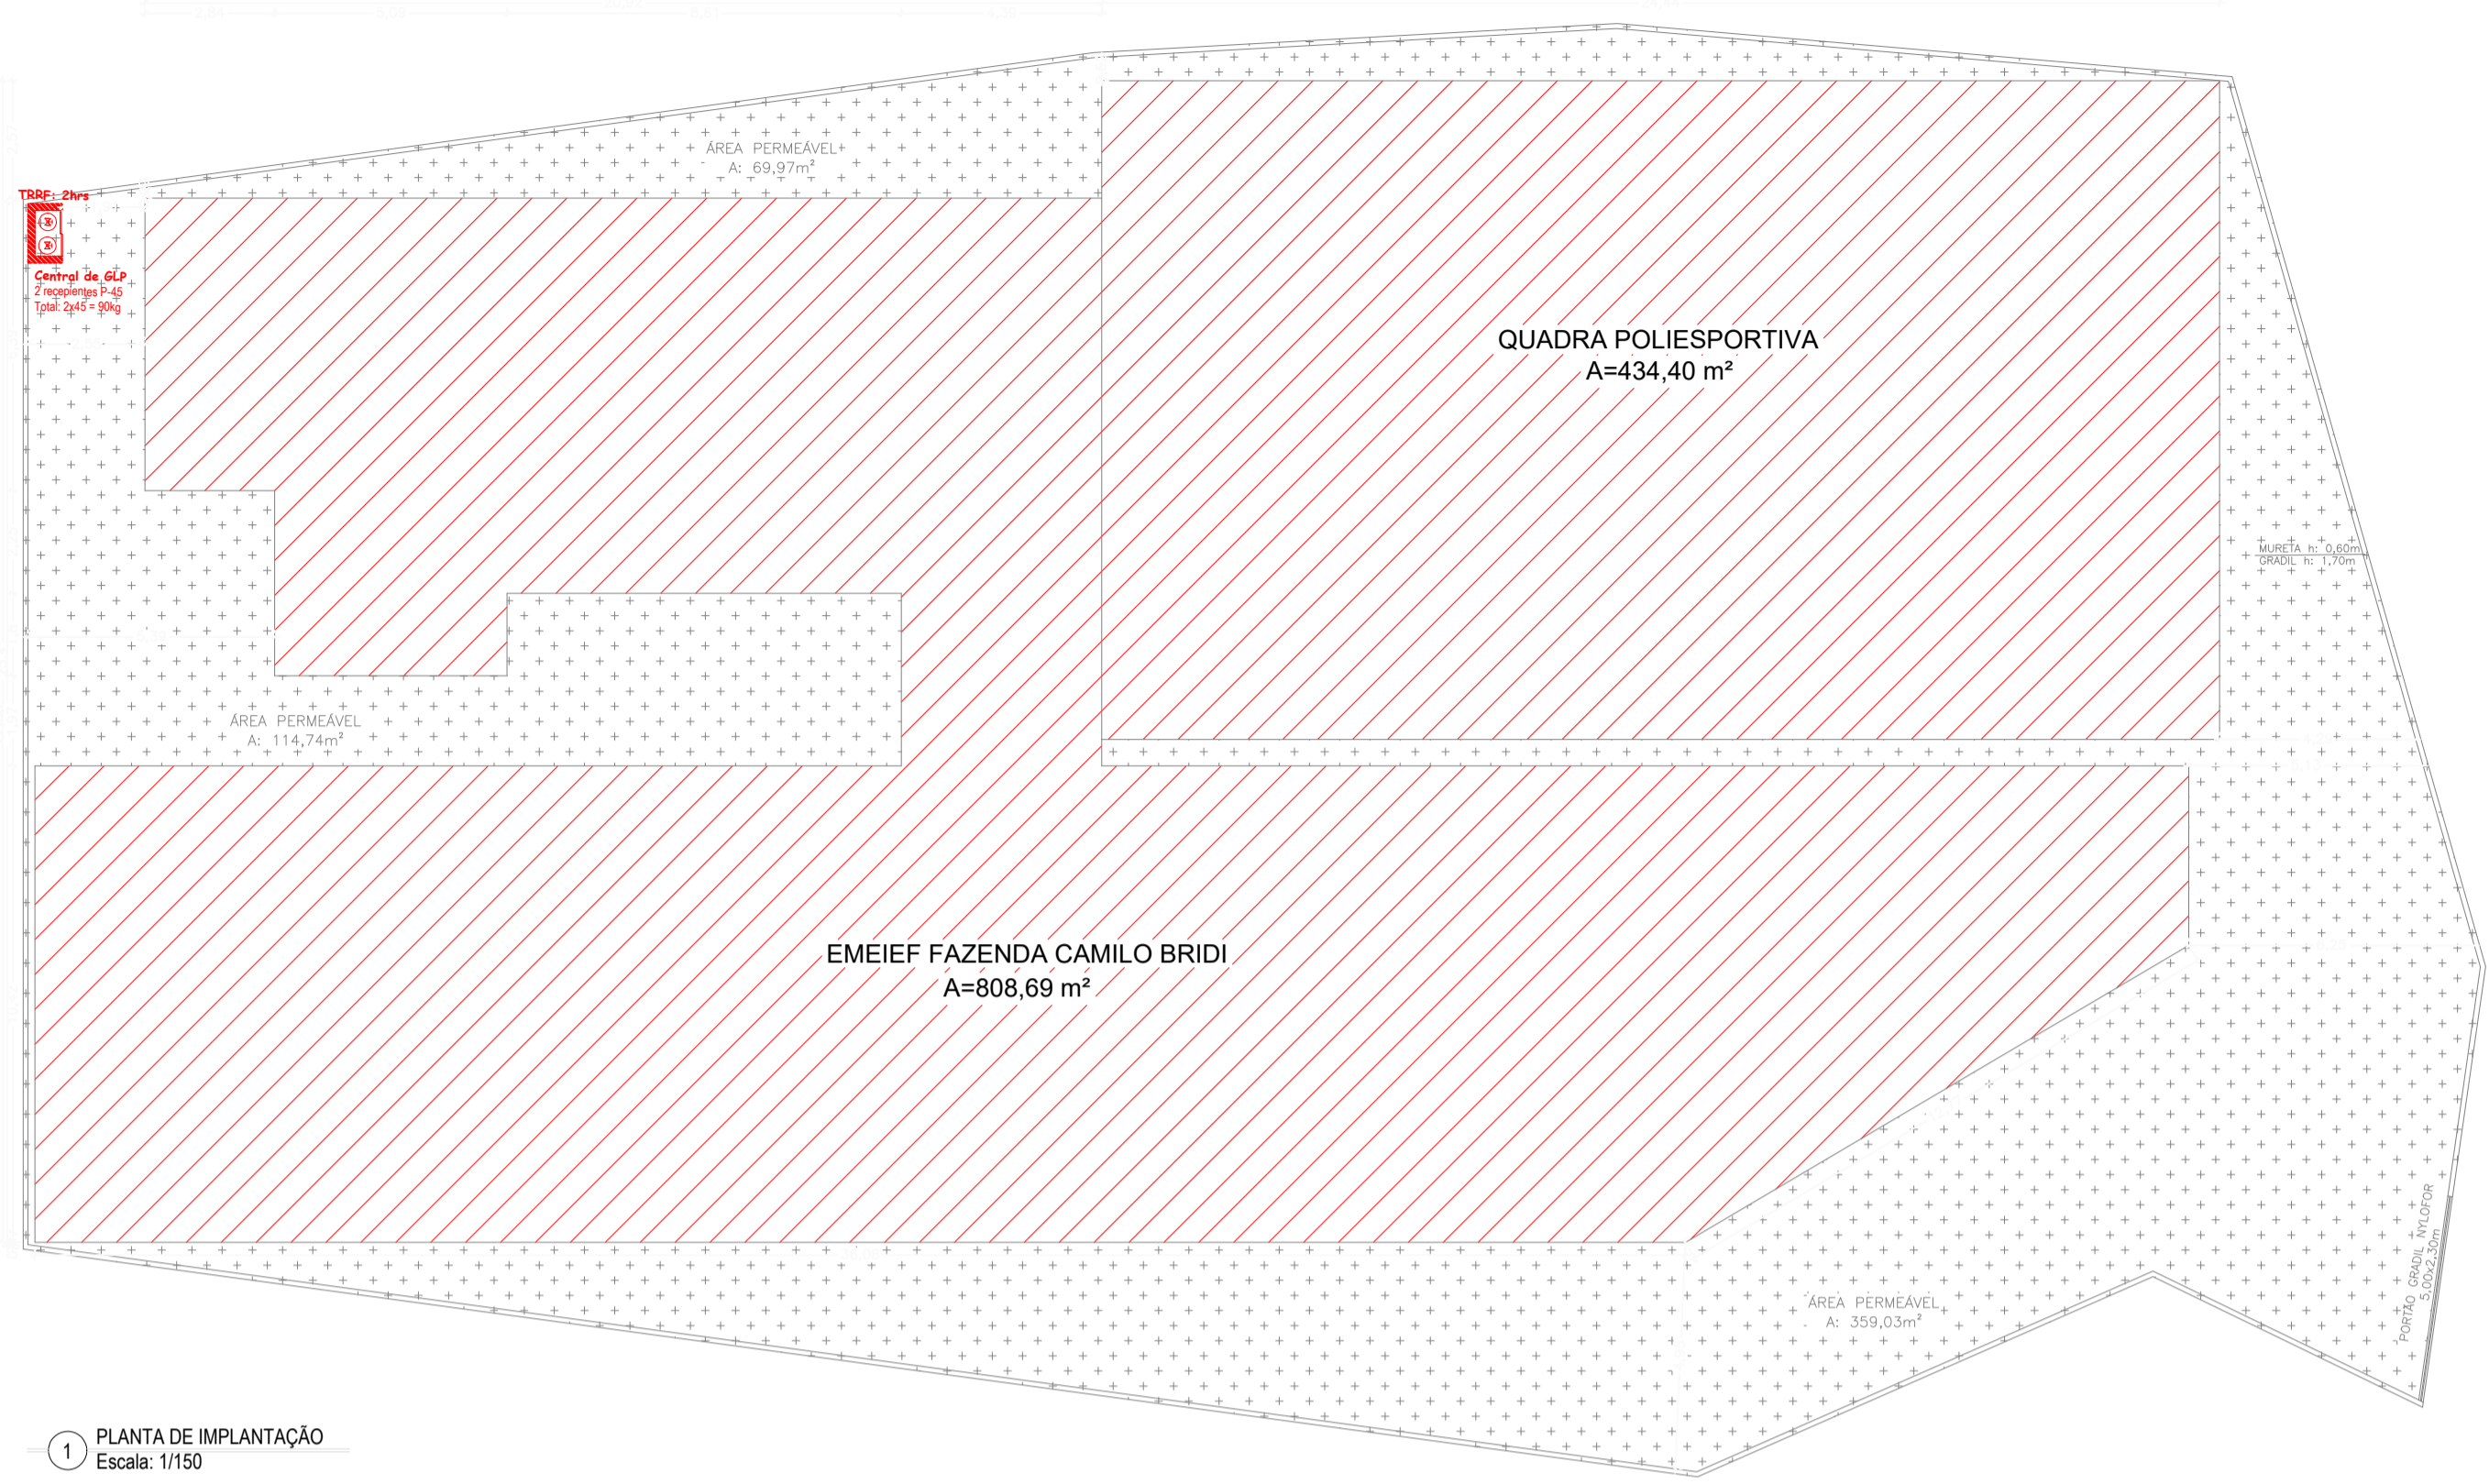 ÁREA PERMEÁVEL
A: 69,97m²
TRRF: 2hrs
Central de GLP
2 recepientes P-45
Total: 2x45 = 90kg
QUADRA POLIESPORTIVA
A=434,40 m²
MURETA h: 0,60m
GRADIL h: 1,70m
ÁREA PERMEÁVEL
A: 114,74m²
EMEIEF FAZENDA CAMILO BRIDI
A=808,69 m²
PORTÃO GRADIL NYLOFOR
5,00x2,30m
ÁREA PERMEÁVEL
A: 359,03m²
1
PLANTA DE IMPLANTAÇÃO
Escala: 1/150